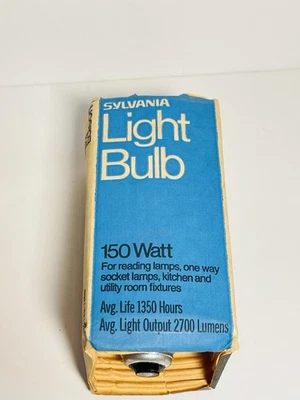 SYLVANIA
Light
Bulb
150 Watt
For reading lamps, one way
socket lamps, kitchen and
utility room fixtures
Avg. Life 1350 Hours
Avg. Light Output 2700 Lumens